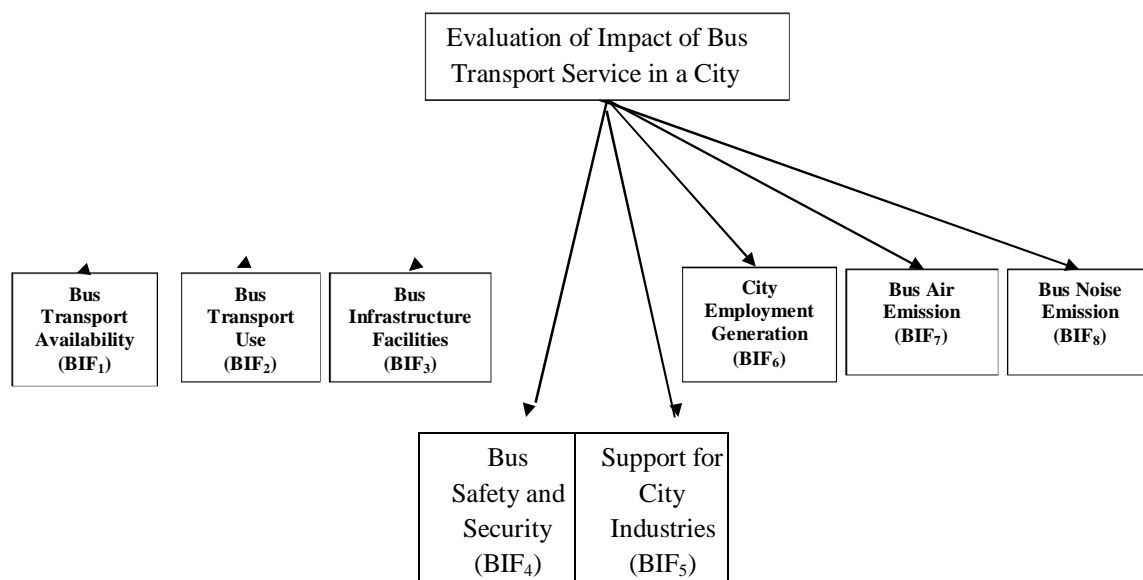 Evaluation of Impact of Bus
Transport Service in a City
Bus
Transport
Availability
(BIF₁)
Bus
Transport
Use
(BIF₂)
Bus
Infrastructure
Facilities
(BIF₃)
City
Employment
Generation
(BIF₆)
Bus Air
Emission
(BIF₇)
Bus Noise
Emission
(BIF₈)
Bus
Safety and
Security
(BIF₄)
Support for
City
Industries
(BIF₅)